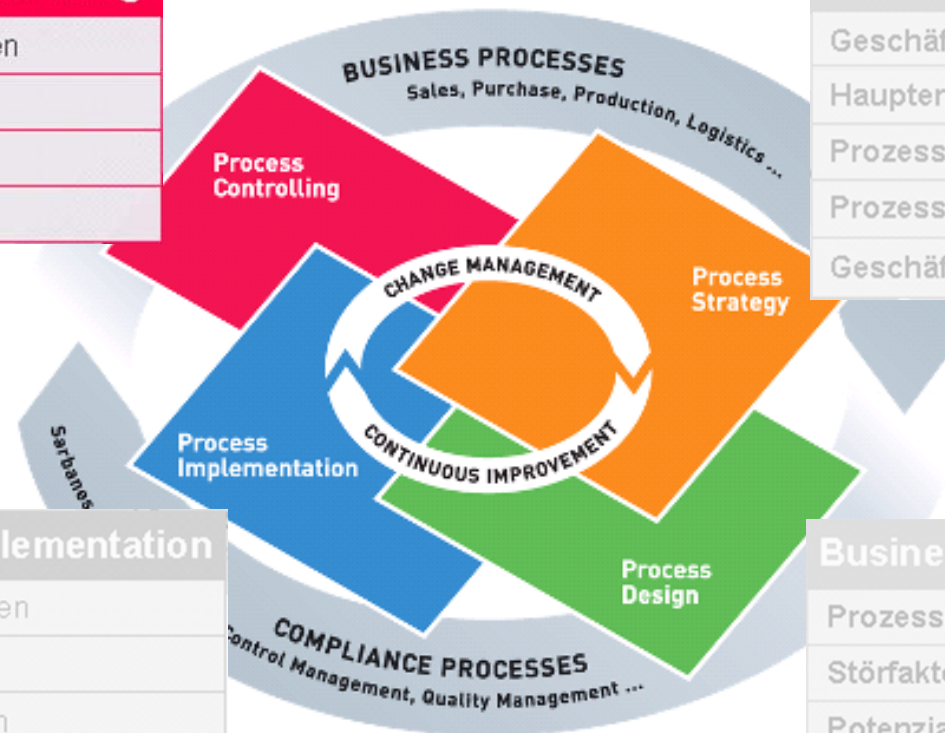 en
Geschäf
Haupter
Prozess
Prozess
Geschäf
BUSINESS PROCESSES
Sales, Purchase, Production, Logistics ...
Process
Controlling
Process
Strategy
CHANGE MANAGEMENT
CONTINUOUS IMPROVEMENT
Process
Implementation
Process
Design
Sarbanes
COMPLIANCE PROCESSES
Control Management, Quality Management ...
lementation
en
n
Busine
Prozess
Störfakto
Potenzia